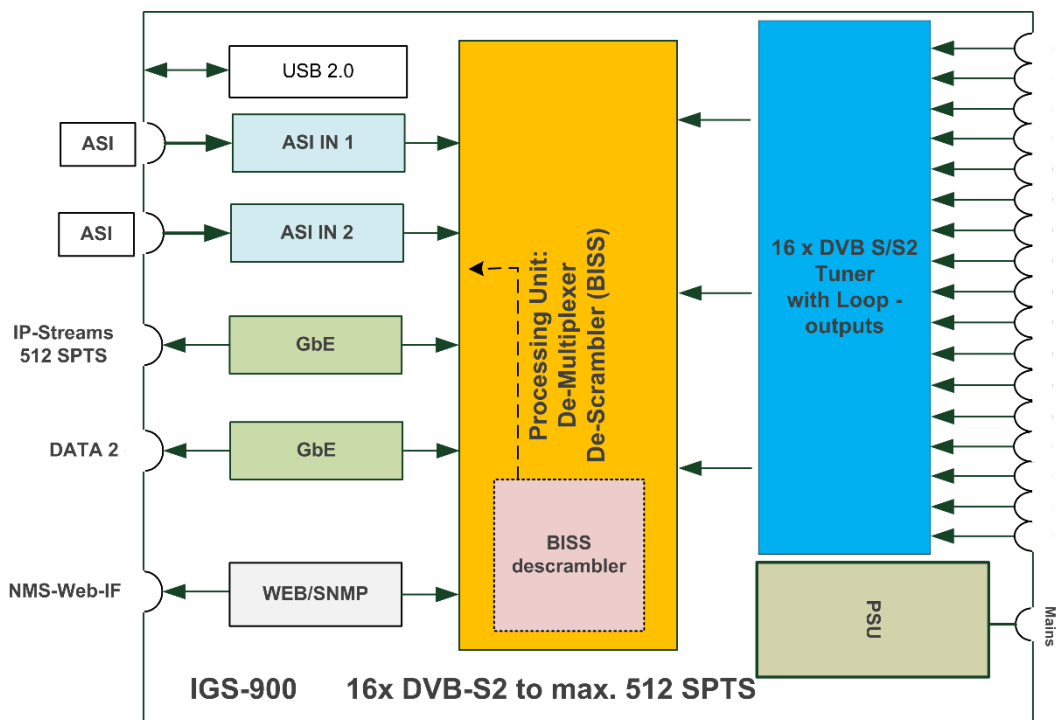 USB 2.0
ASI
ASI IN 1
ASI
ASI IN 2
IP-Streams
512 SPTS
GbE
DATA 2
GbE
NMS-Web-IF
WEB/SNMP
Processing Unit:
De-Multiplexer
De-Scrambler (BISS)
BISS
descrambler
16 x DVB S/S2
Tuner
with Loop -
outputs
PSU
Mains
IGS-900 16x DVB-S2 to max. 512 SPTS